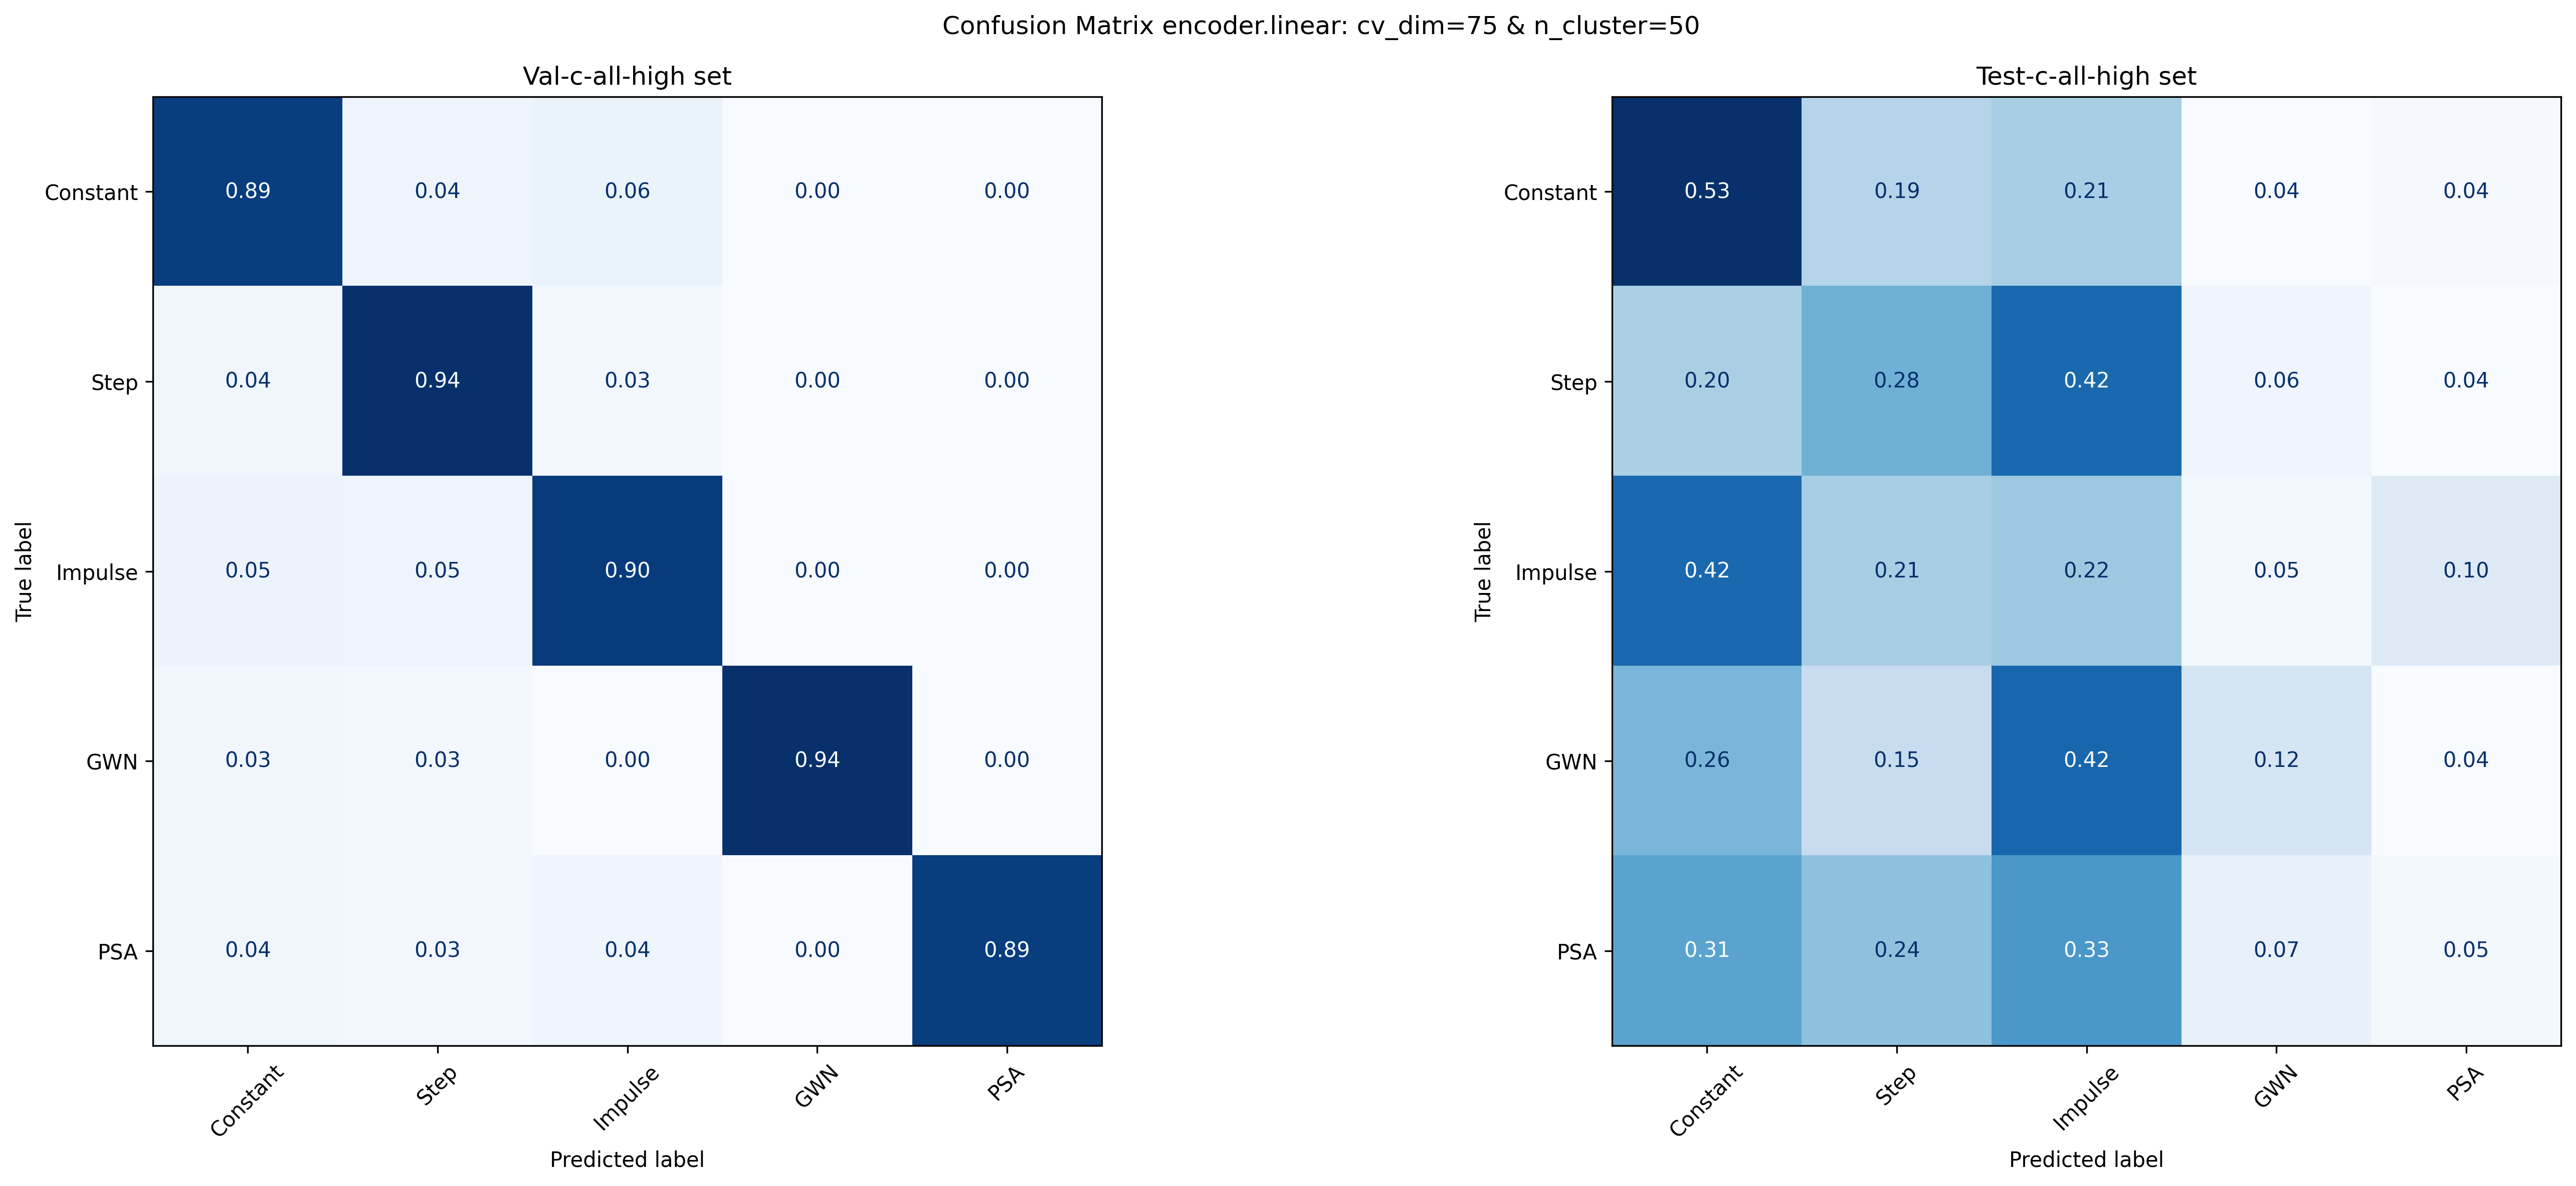 Confusion Matrix encoder.linear: cv_dim=75 & n_cluster=50
Val-c-all-high set
True label
Constant 0.89 0.04 0.06 0.00 0.00
Step 0.04 0.94 0.03 0.00 0.00
Impulse 0.05 0.05 0.90 0.00 0.00
GWN 0.03 0.03 0.00 0.94 0.00
PSA 0.04 0.03 0.04 0.00 0.89
Constant Step Impulse GWN PSA
Predicted label
Test-c-all-high set
True label
Constant 0.53 0.19 0.21 0.04 0.04
Step 0.20 0.28 0.42 0.06 0.04
Impulse 0.42 0.21 0.22 0.05 0.10
GWN 0.26 0.15 0.42 0.12 0.04
PSA 0.31 0.24 0.33 0.07 0.05
Constant Step Impulse GWN PSA
Predicted label